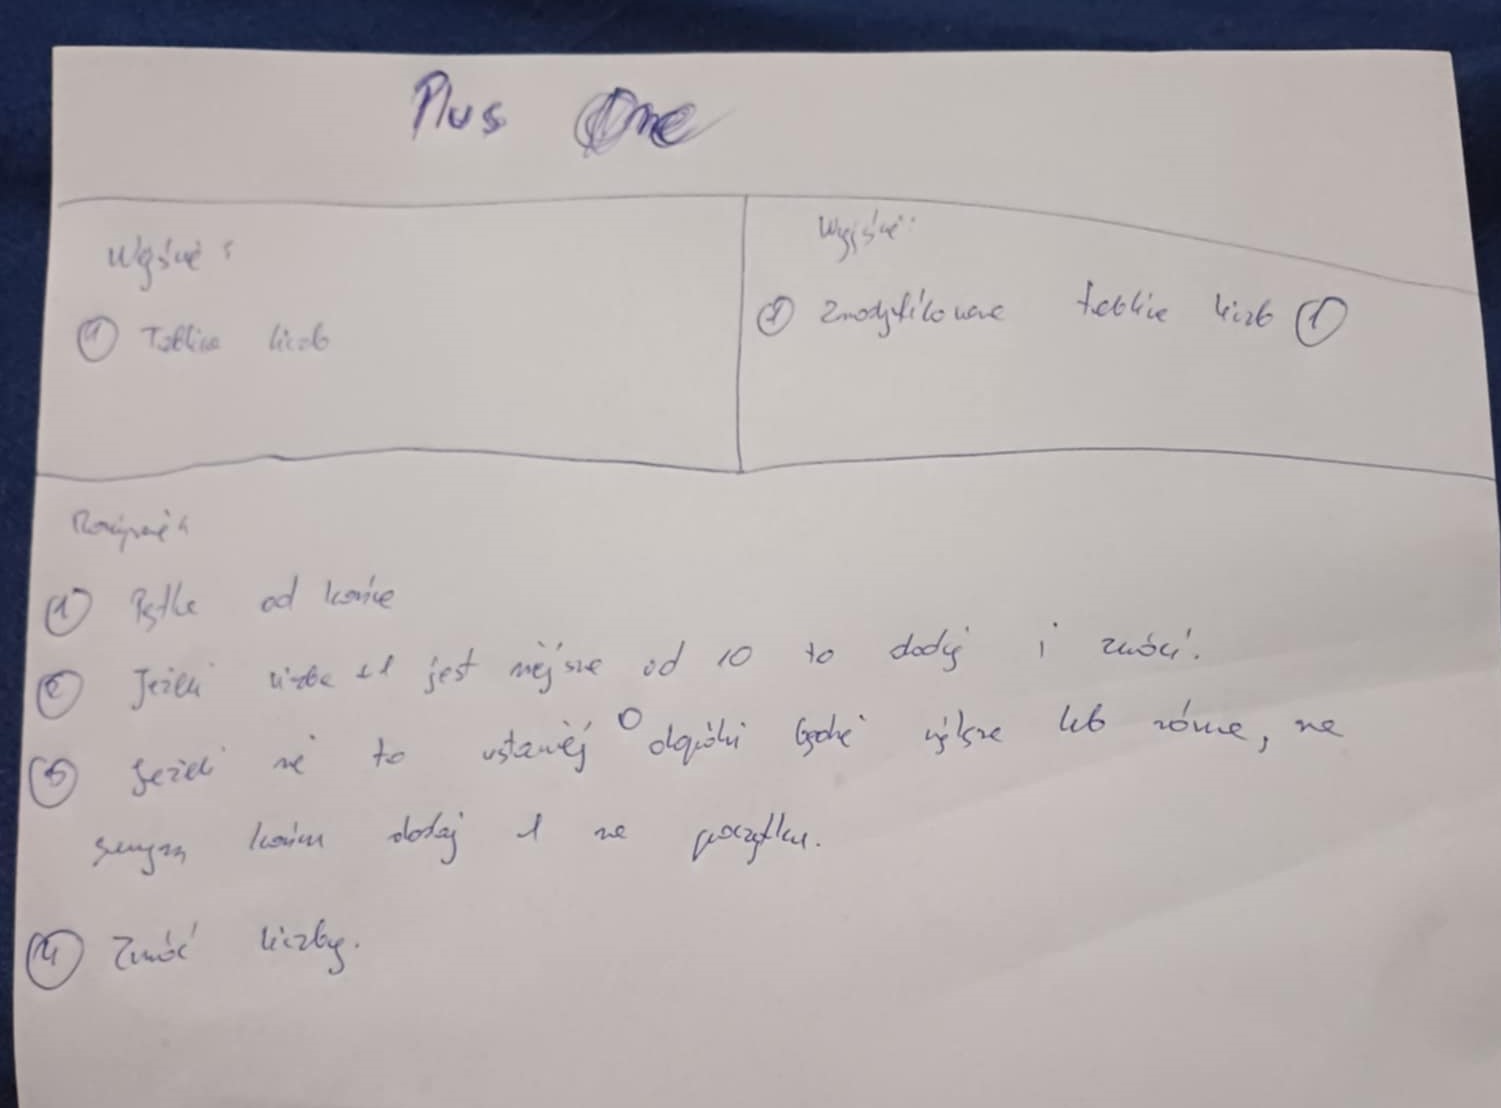 Plus One
Wejście:
① Tablica liczb
Wyjście:
① Zmodyfikowana tablica liczb ①
Rozwiązanie
① Pętla od końca
② Jeżeli liczba +1 jest mniejsza od 10 to dodaj i zwróć.
③ Jeżeli nie to ustawiaj 0 dopóki będzie większe lub równe, na
samym końcu dodaj 1 na początku.
④ Zwróć liczby.